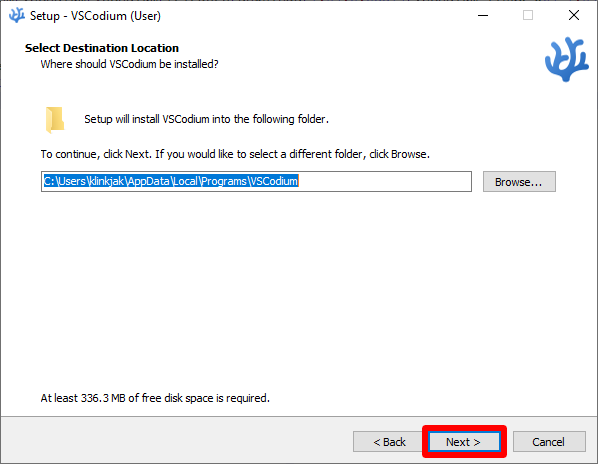 Setup - VSCodium (User)
Select Destination Location
Where should VSCodium be installed?
Setup will install VSCodium into the following folder.
To continue, click Next. If you would like to select a different folder, click Browse.
C:\Users\klinkjak\AppData\Local\Programs\VSCodium
Browse...
At least 336.3 MB of free disk space is required.
< Back
Next >
Cancel